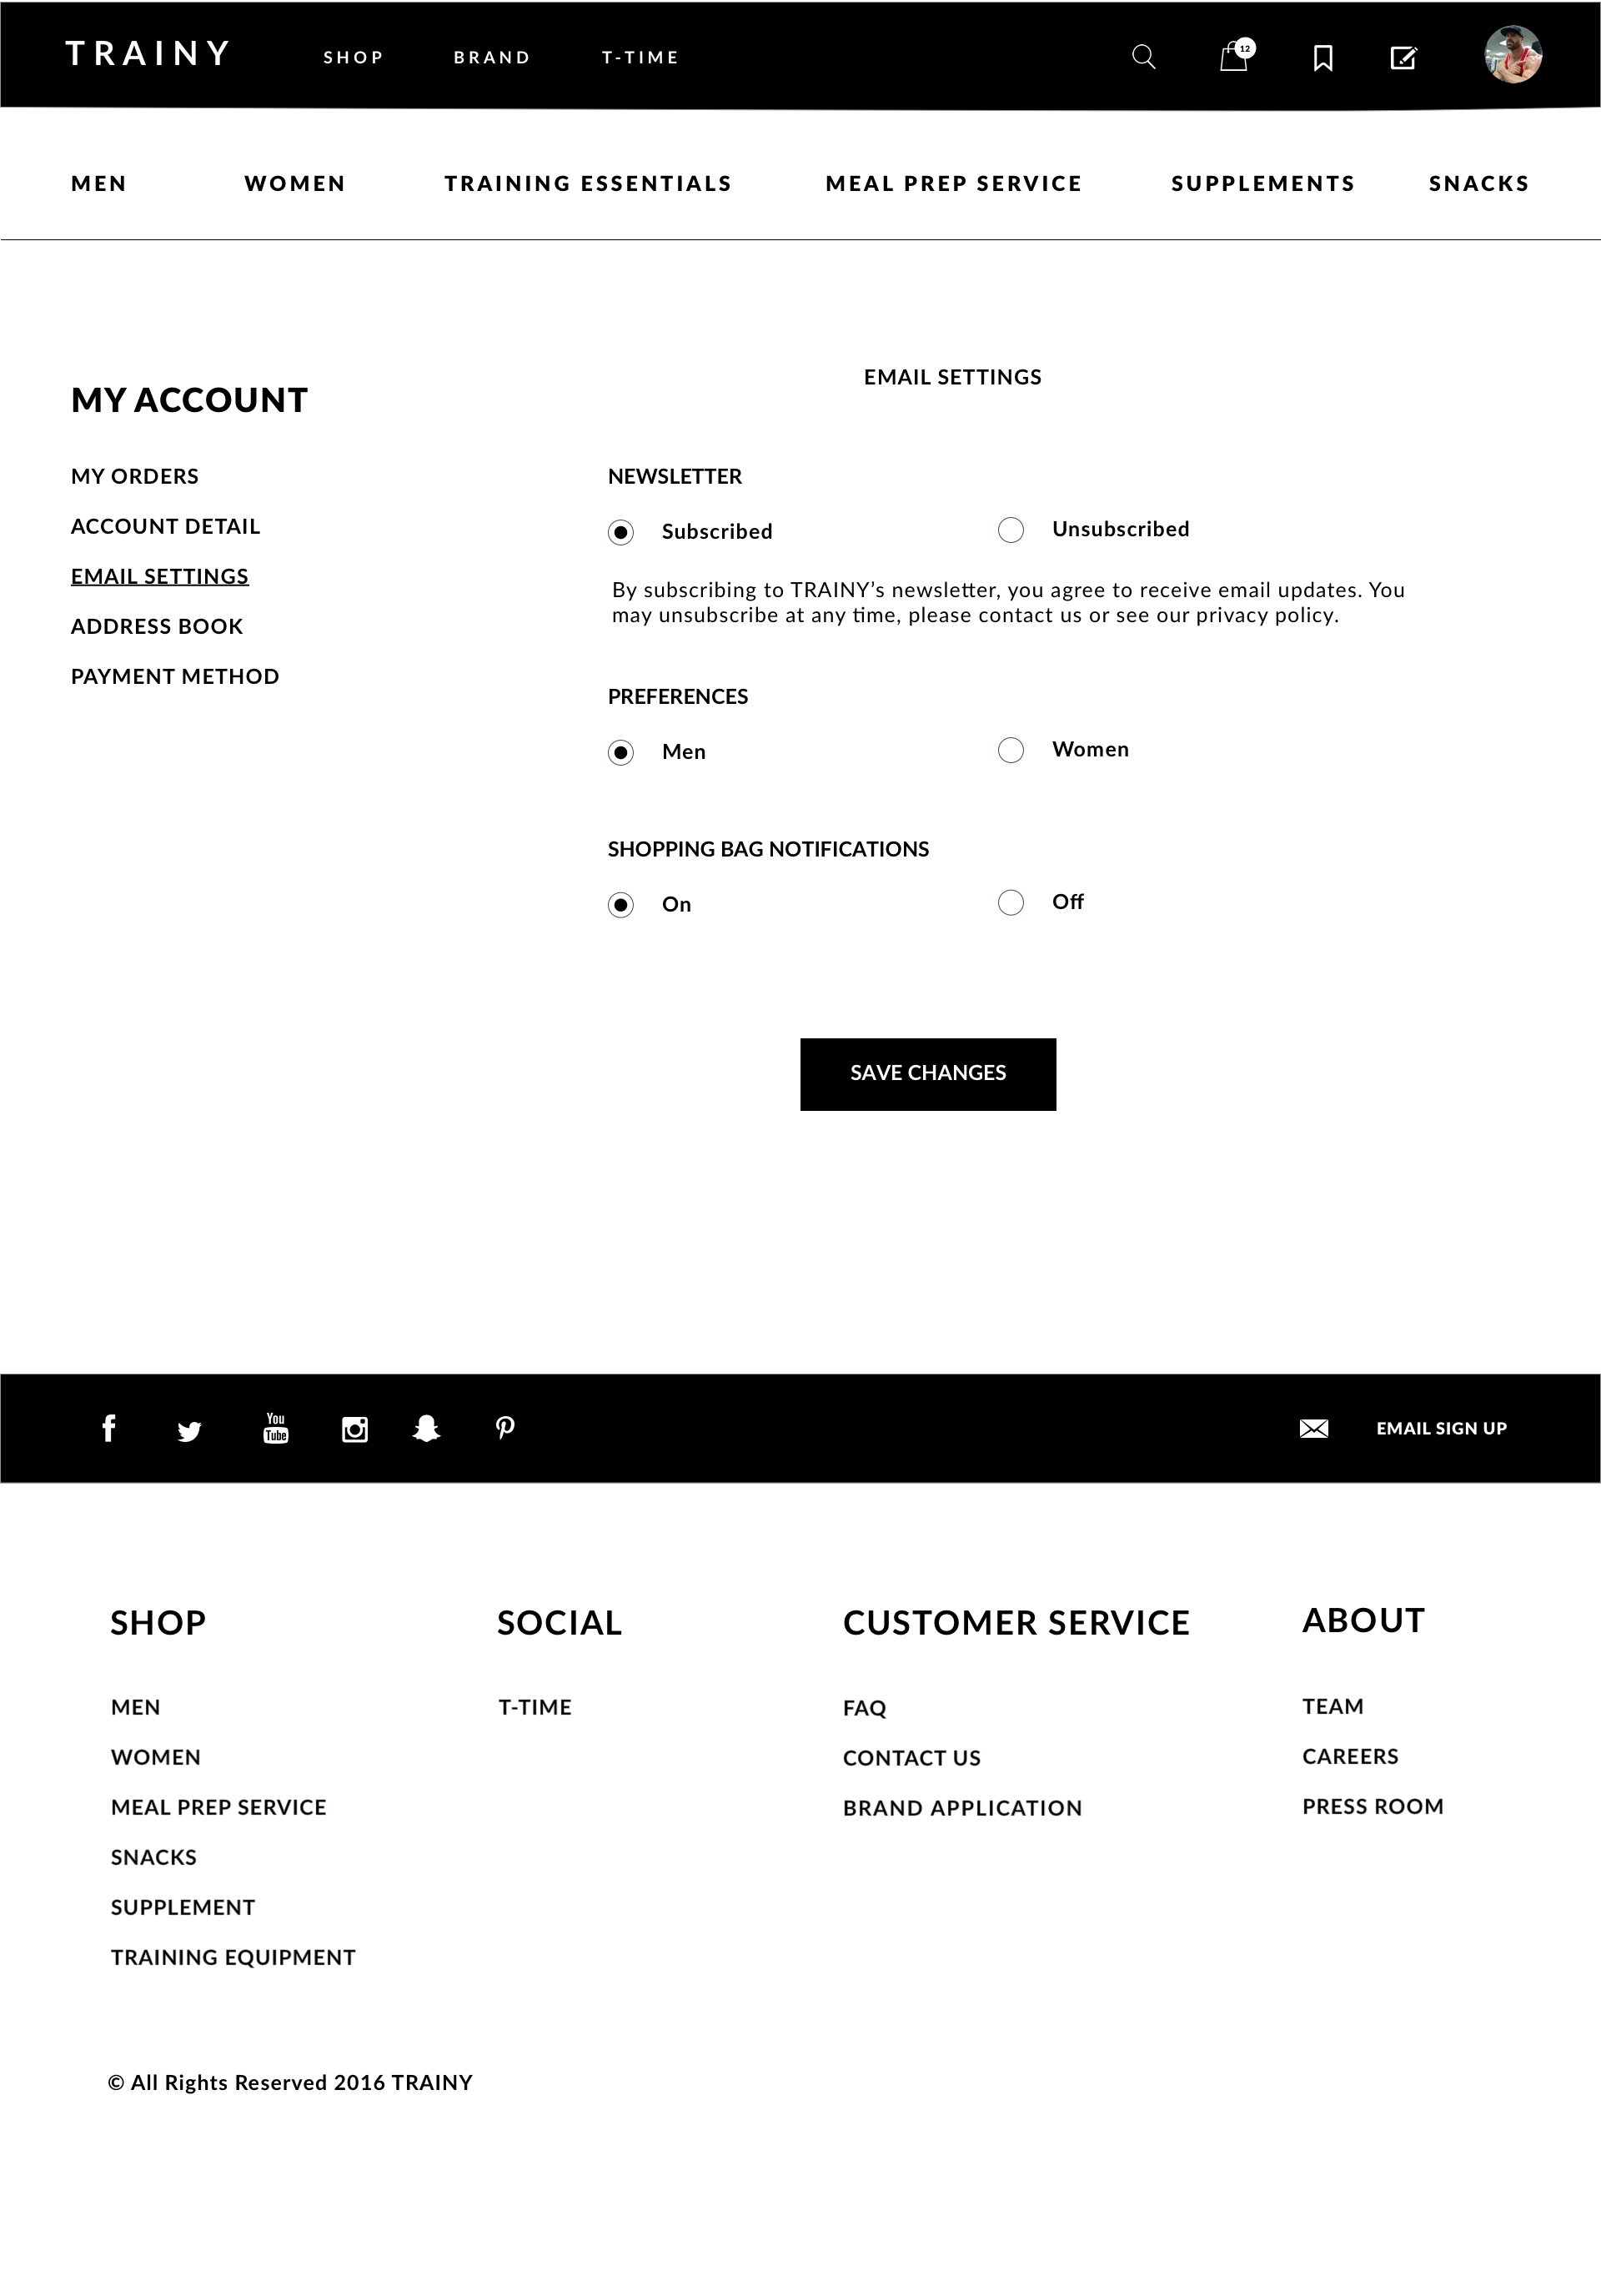 TRAINY
SHOP
BRAND
T-TIME
12
MEN
WOMEN
TRAINING ESSENTIALS
MEAL PREP SERVICE
SUPPLEMENTS
SNACKS
MY ACCOUNT
MY ORDERS
ACCOUNT DETAIL
EMAIL SETTINGS
ADDRESS BOOK
PAYMENT METHOD
EMAIL SETTINGS
NEWSLETTER
Subscribed
Unsubscribed
By subscribing to TRAINY’s newsletter, you agree to receive email updates. You
may unsubscribe at any time, please contact us or see our privacy policy.
PREFERENCES
Men
Women
SHOPPING BAG NOTIFICATIONS
On
Off
SAVE CHANGES
You
Tube
EMAIL SIGN UP
SHOP
MEN
WOMEN
MEAL PREP SERVICE
SNACKS
SUPPLEMENT
TRAINING EQUIPMENT
SOCIAL
T-TIME
CUSTOMER SERVICE
FAQ
CONTACT US
BRAND APPLICATION
ABOUT
TEAM
CAREERS
PRESS ROOM
© All Rights Reserved 2016 TRAINY